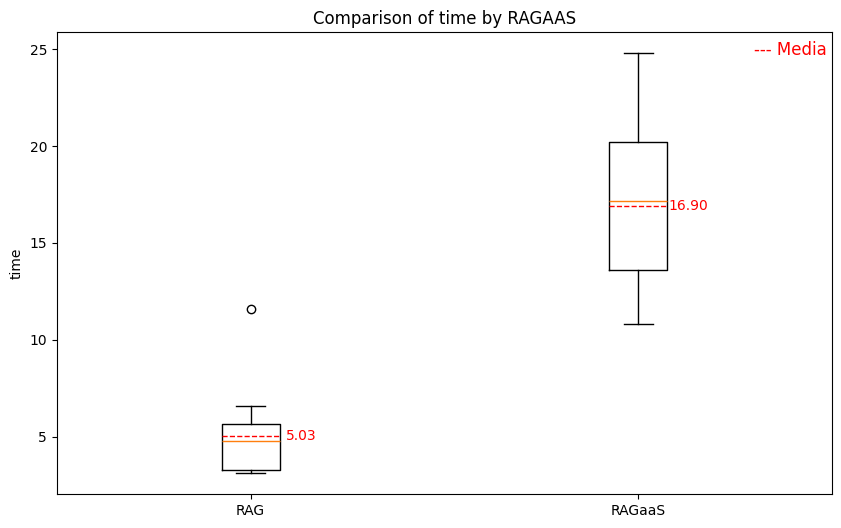 Comparison of time by RAGAAS
--- Media
25
20
15
10
5
time
16.90
5.03
RAG
RAGaaS